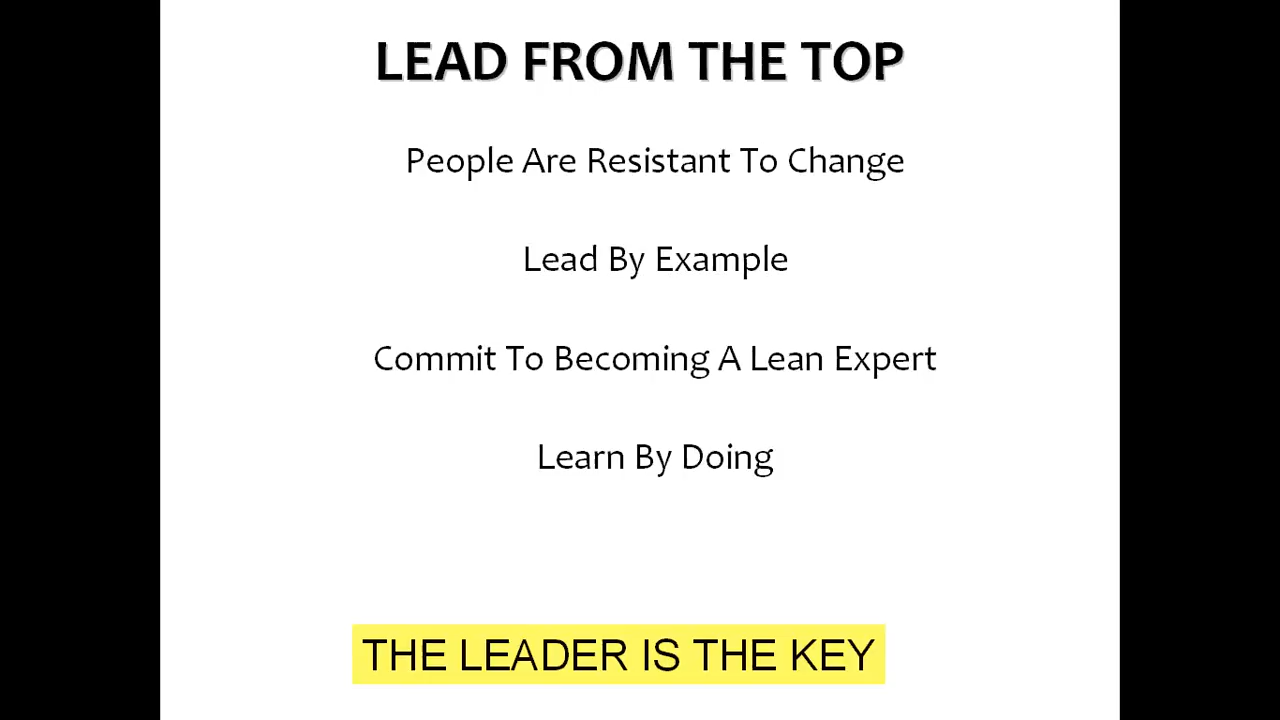 LEAD FROM THE TOP
People Are Resistant To Change
Lead By Example
Commit To Becoming A Lean Expert
Learn By Doing
THE LEADER IS THE KEY